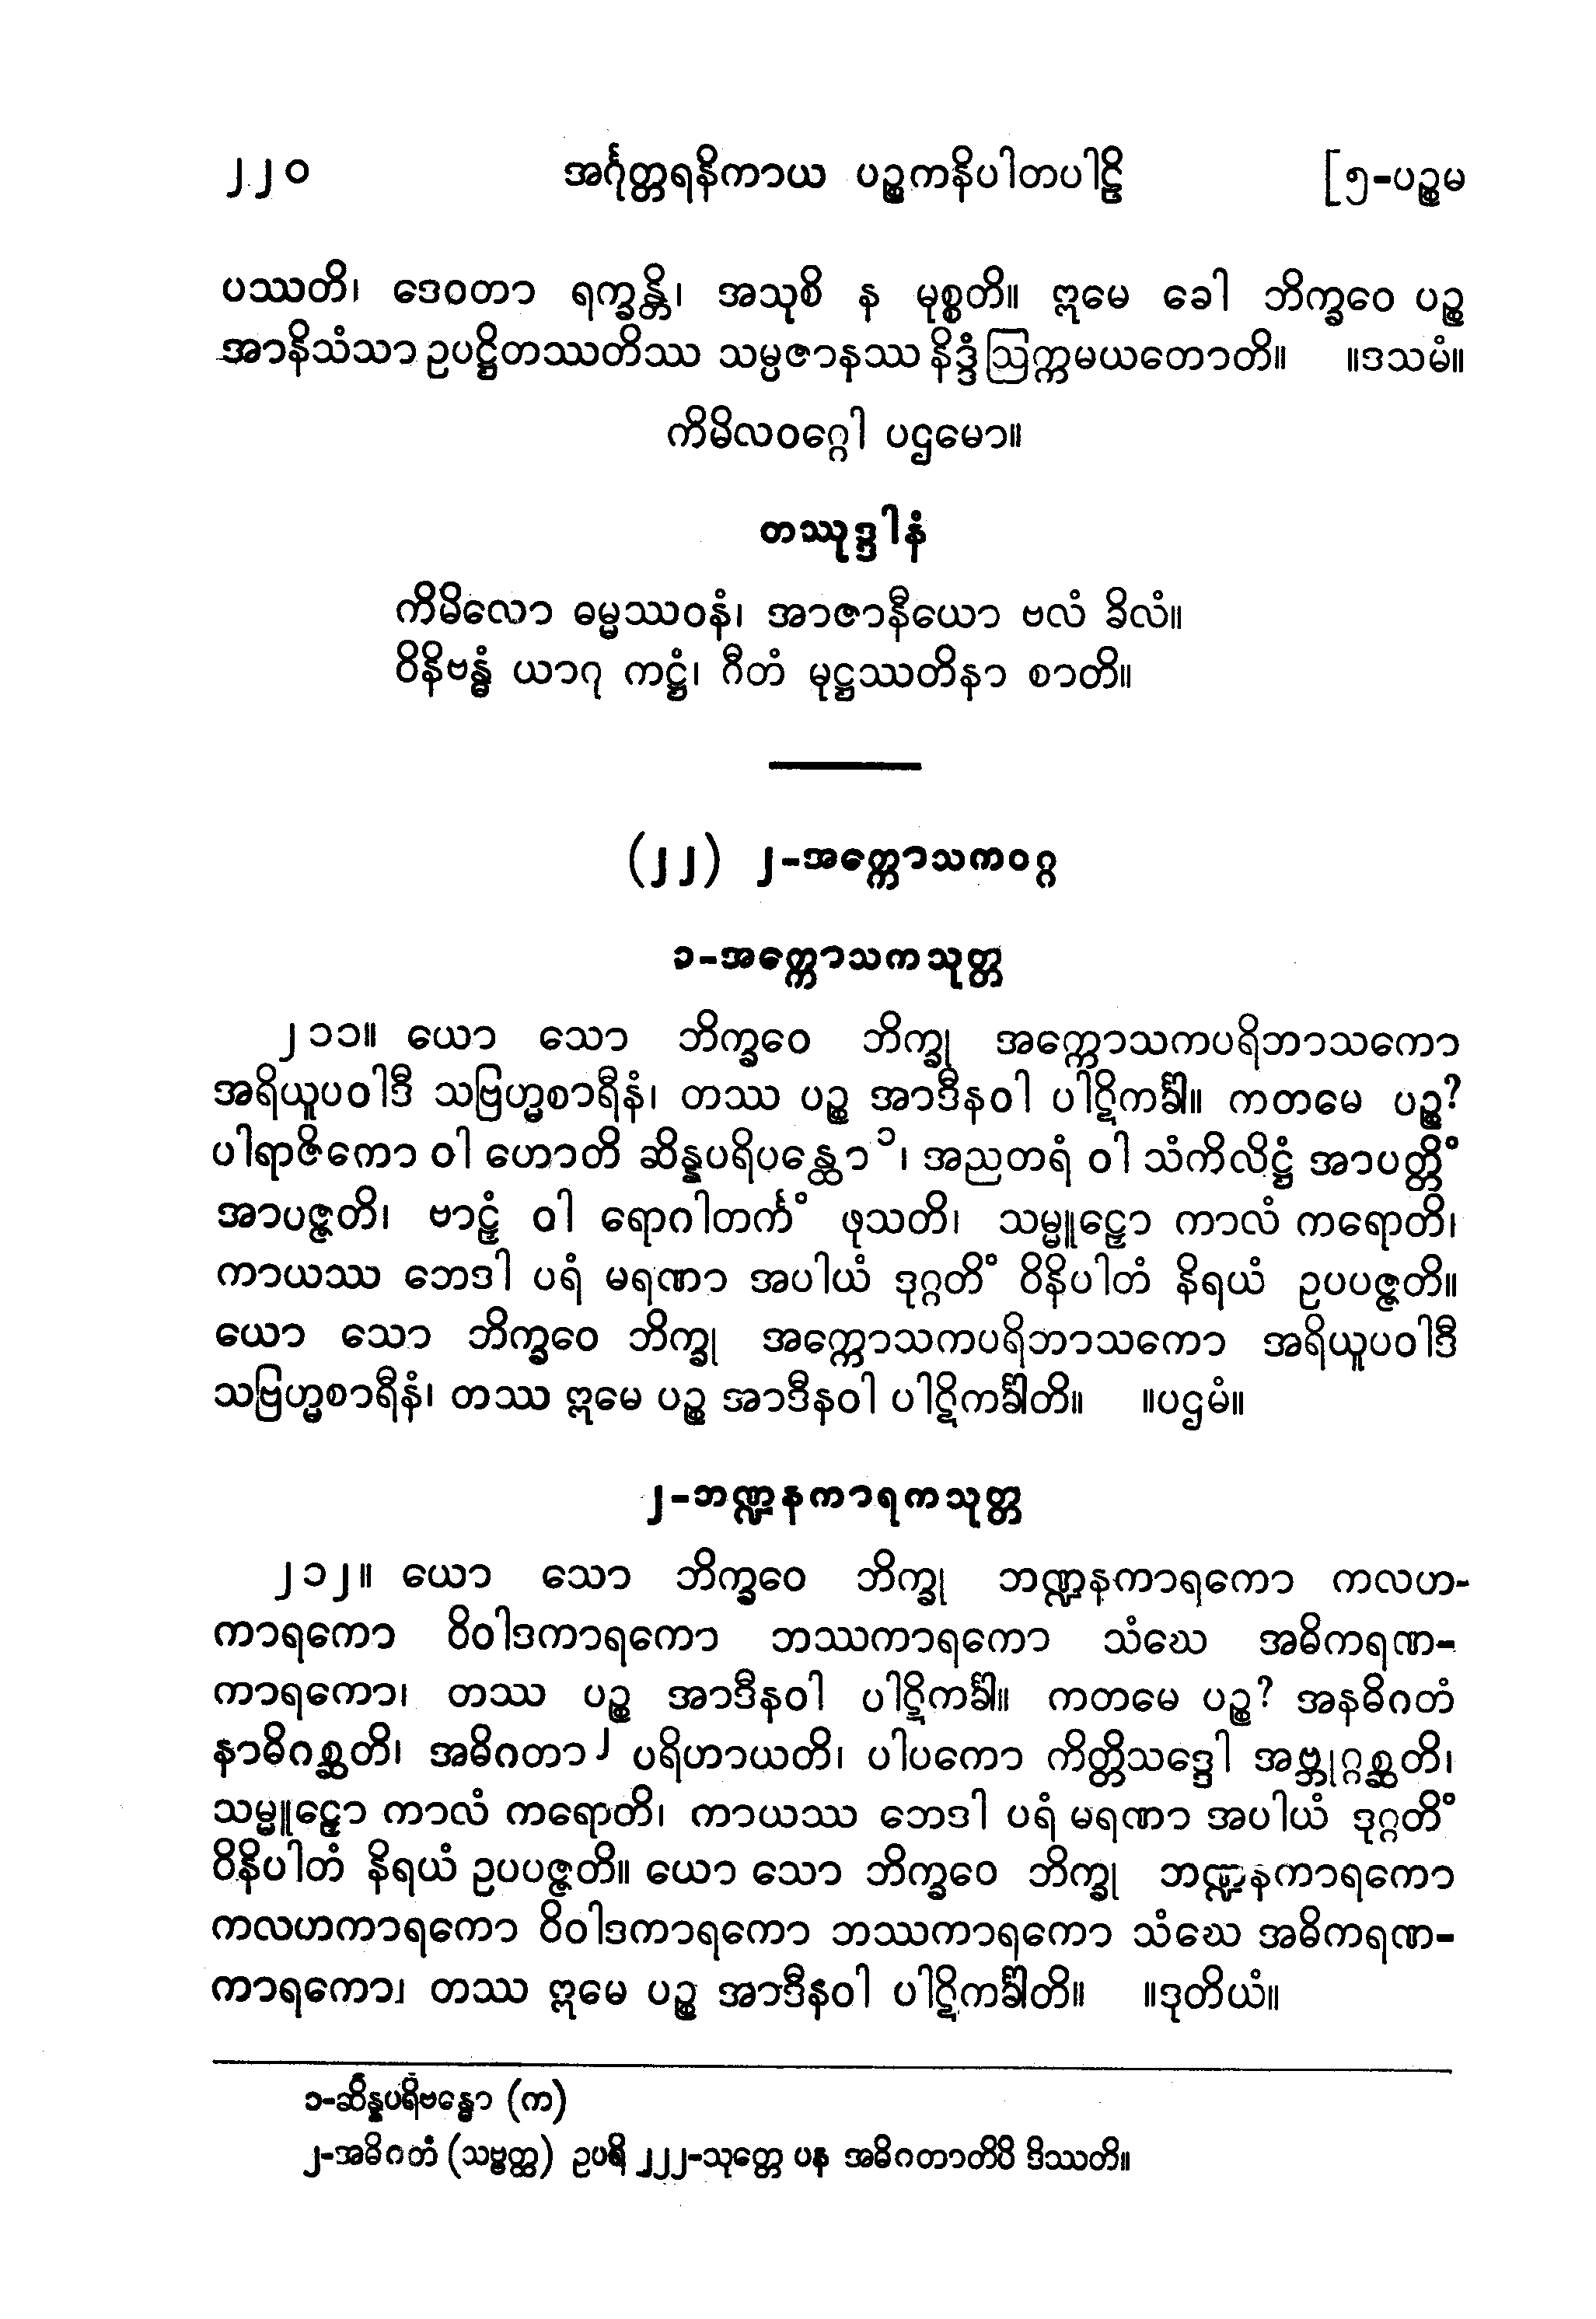 ၂၂၀ အင်္ဂုတ္တရနိကာယ ပဉ္စကနိပါတပါဠိ [၅-ပဉ္စမ
ပဿတိ၊ ဒေဝတာ ရက္ခန္တိ၊ အသုစိ န မုစ္စတိ။ ဣမေ ခေါ ဘိက္ခဝေ ပဉ္စ
အာနိသံသာ ဥပဋ္ဌိတဿတိဿ သမ္ပဇာနဿ နိဒ္ဒံ ဩက္ကမယတောတိ။ ။ဒသမံ။
ကိမိလဝဂ္ဂေါ ပဌမော။
တဿုဒ္ဒါနံ
ကိမိလော ဓမ္မဿဝနံ၊ အာဇာနီယော ဗလံ ခိလံ။
ဝိနိဗန္ဓံ ယာဂု ကဋ္ဌံ၊ ဂီတံ မုဋ္ဌဿတိနာ စာတိ။
(၂၂) ၂-အက္ကောသကဝဂ္ဂ
၁-အက္ကောသကသုတ္တ
၂၁၁။ ယော သော ဘိက္ခဝေ ဘိက္ခု အက္ကောသကပရိဘာသကော
အရိယူပဝါဒီ သဗြဟ္မစာရီနံ၊ တဿ ပဉ္စ အာဒီနဝါ ပါဋိကင်္ခါ။ ကတမေ ပဉ္စ?
ပါရာဇိကော ဝါ ဟောတိ ဆိန္နပရိပန္ထော၁၊ အညတရံ ဝါ သံကိလိဋ္ဌံ အာပတ္တိံ
အာပဇ္ဇတိ၊ ဗာဠှံ ဝါ ရောဂါတင်္ကံ ဖုသတိ၊ သမ္မူဠှော ကာလံ ကရောတိ၊
ကာယဿ ဘေဒါ ပရံ မရဏာ အပါယံ ဒုဂ္ဂတိံ ဝိနိပါတံ နိရယံ ဥပပဇ္ဇတိ။
ယော သော ဘိက္ခဝေ ဘိက္ခု အက္ကောသကပရိဘာသကော အရိယူပဝါဒီ
သဗြဟ္မစာရီနံ၊ တဿ ဣမေ ပဉ္စ အာဒီနဝါ ပါဋိကင်္ခါတိ။ ။ပဌမံ။
၂-ဘဏ္ဍနကာရကသုတ္တ
၂၁၂။ ယော သော ဘိက္ခဝေ ဘိက္ခု ဘဏ္ဍနကာရကော ကလဟ-
ကာရကော ဝိဝါဒကာရကော ဘဿကာရကော သံဃေ အဓိကရဏ-
ကာရကော၊ တဿ ပဉ္စ အာဒီနဝါ ပါဋိကင်္ခါ။ ကတမေ ပဉ္စ? အနဓိဂတံ
နာဓိဂစ္ဆတိ၊ အဓိဂတာ၂ ပရိဟာယတိ၊ ပါပကော ကိတ္တိသဒ္ဒေါ အဗ္ဘုဂ္ဂစ္ဆတိ၊
သမ္မူဠှော ကာလံ ကရောတိ၊ ကာယဿ ဘေဒါ ပရံ မရဏာ အပါယံ ဒုဂ္ဂတိံ
ဝိနိပါတံ နိရယံ ဥပပဇ္ဇတိ။ ယော သော ဘိက္ခဝေ ဘိက္ခု ဘဏ္ဍနကာရကော
ကလဟကာရကော ဝိဝါဒကာရကော ဘဿကာရကော သံဃေ အဓိကရဏ-
ကာရကော၊ တဿ ဣမေ ပဉ္စ အာဒီနဝါ ပါဋိကင်္ခါတိ။ ။ဒုတိယံ။
၁-ဆိန္နပရိဗန္ဓော (က)
၂-အဓိဂတံ (သဗ္ဗတ္ထ) ဥပရိ ၂၂၂-သုတ္တေ ပန အဓိဂတာတိပိ ဒိဿတိ။